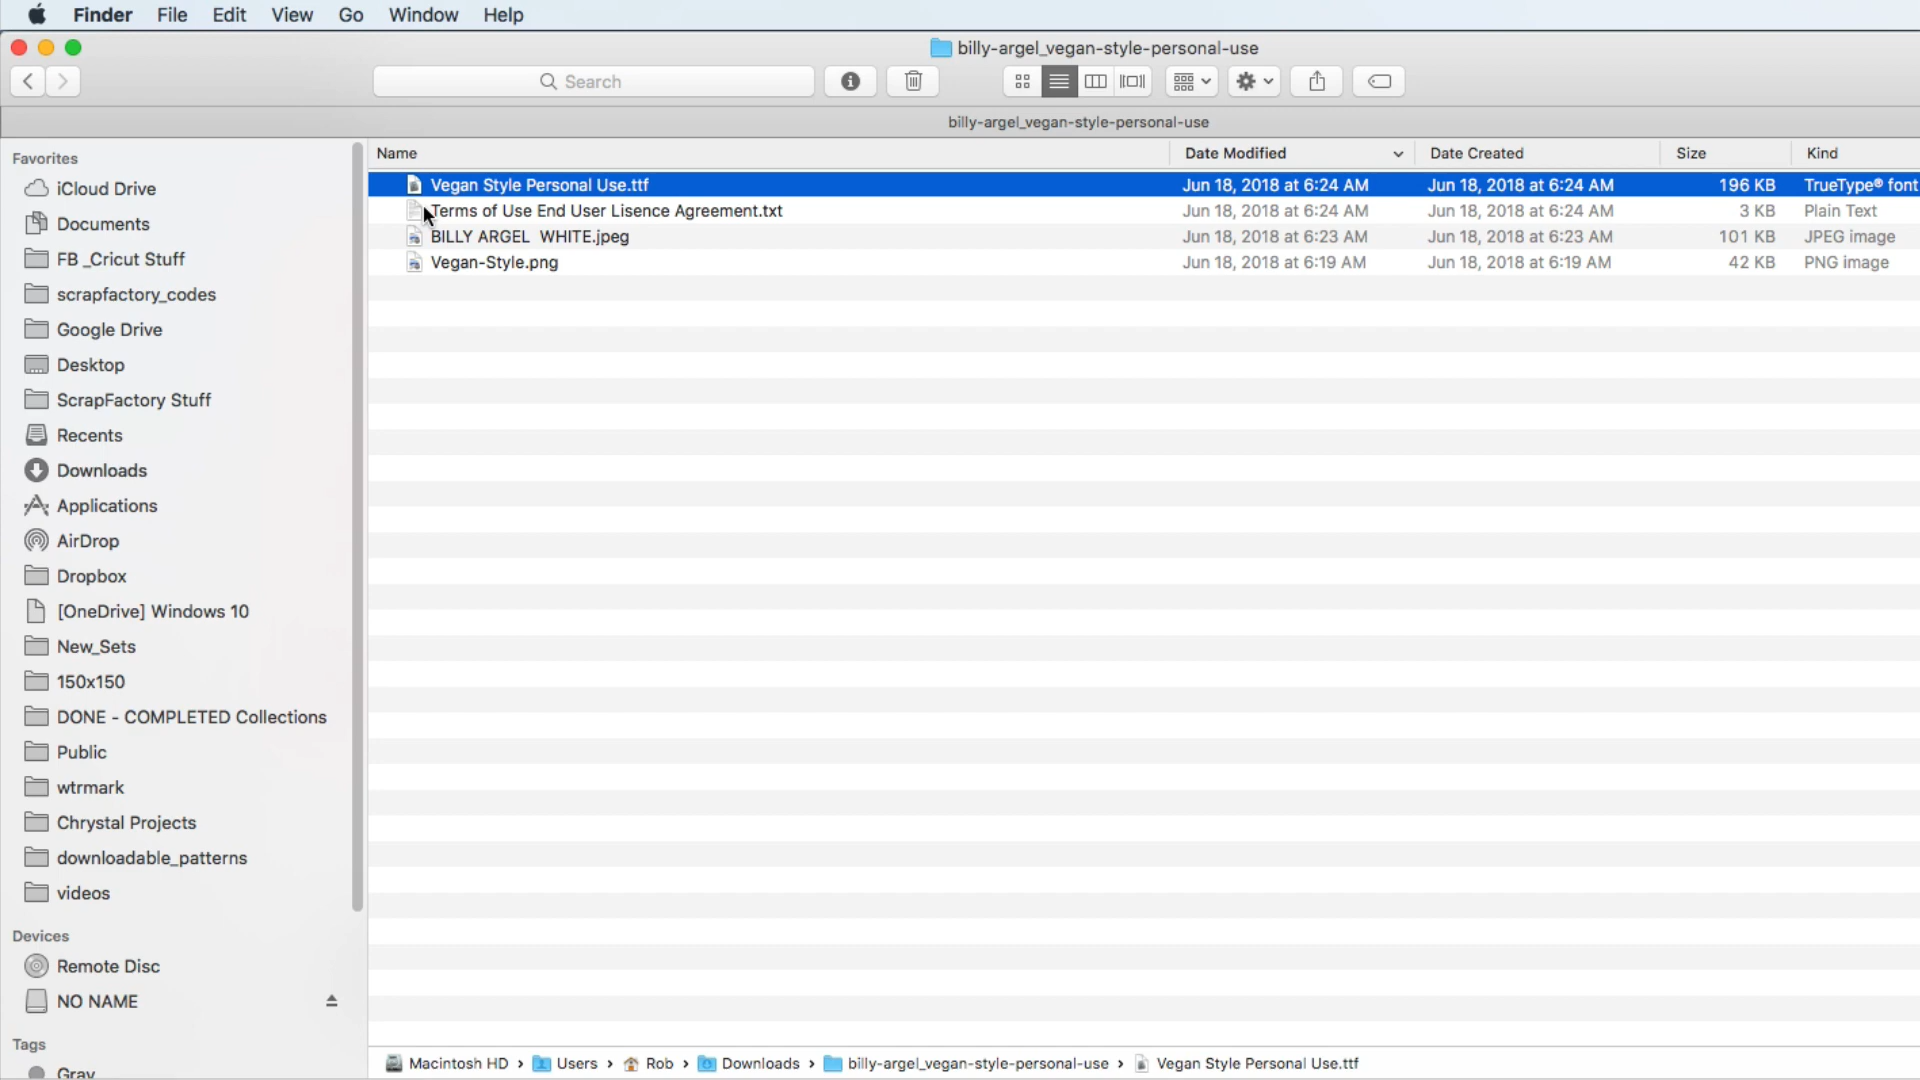 Finder File Edit View Go Window Help
billy-argel_vegan-style-personal-use
Search
billy-argel_vegan-style-personal-use
Favorites
iCloud Drive
Documents
FB _Cricut Stuff
scrapfactory_codes
Google Drive
Desktop
ScrapFactory Stuff
Recents
Downloads
Applications
AirDrop
Dropbox
[OneDrive] Windows 10
New_Sets
150x150
DONE - COMPLETED Collections
Public
wtrmark
Chrystal Projects
downloadable_patterns
videos
Devices
Remote Disc
NO NAME
Tags
Gray
Name Date Modified Date Created Size Kind
Vegan Style Personal Use.ttf Jun 18, 2018 at 6:24 AM Jun 18, 2018 at 6:24 AM 196 KB TrueType® font
Terms of Use End User Lisence Agreement.txt Jun 18, 2018 at 6:24 AM Jun 18, 2018 at 6:24 AM 3 KB Plain Text
BILLY ARGEL WHITE.jpeg Jun 18, 2018 at 6:23 AM Jun 18, 2018 at 6:23 AM 101 KB JPEG image
Vegan-Style.png Jun 18, 2018 at 6:19 AM Jun 18, 2018 at 6:19 AM 42 KB PNG image
Macintosh HD › Users › Rob › Downloads › billy-argel_vegan-style-personal-use › Vegan Style Personal Use.ttf